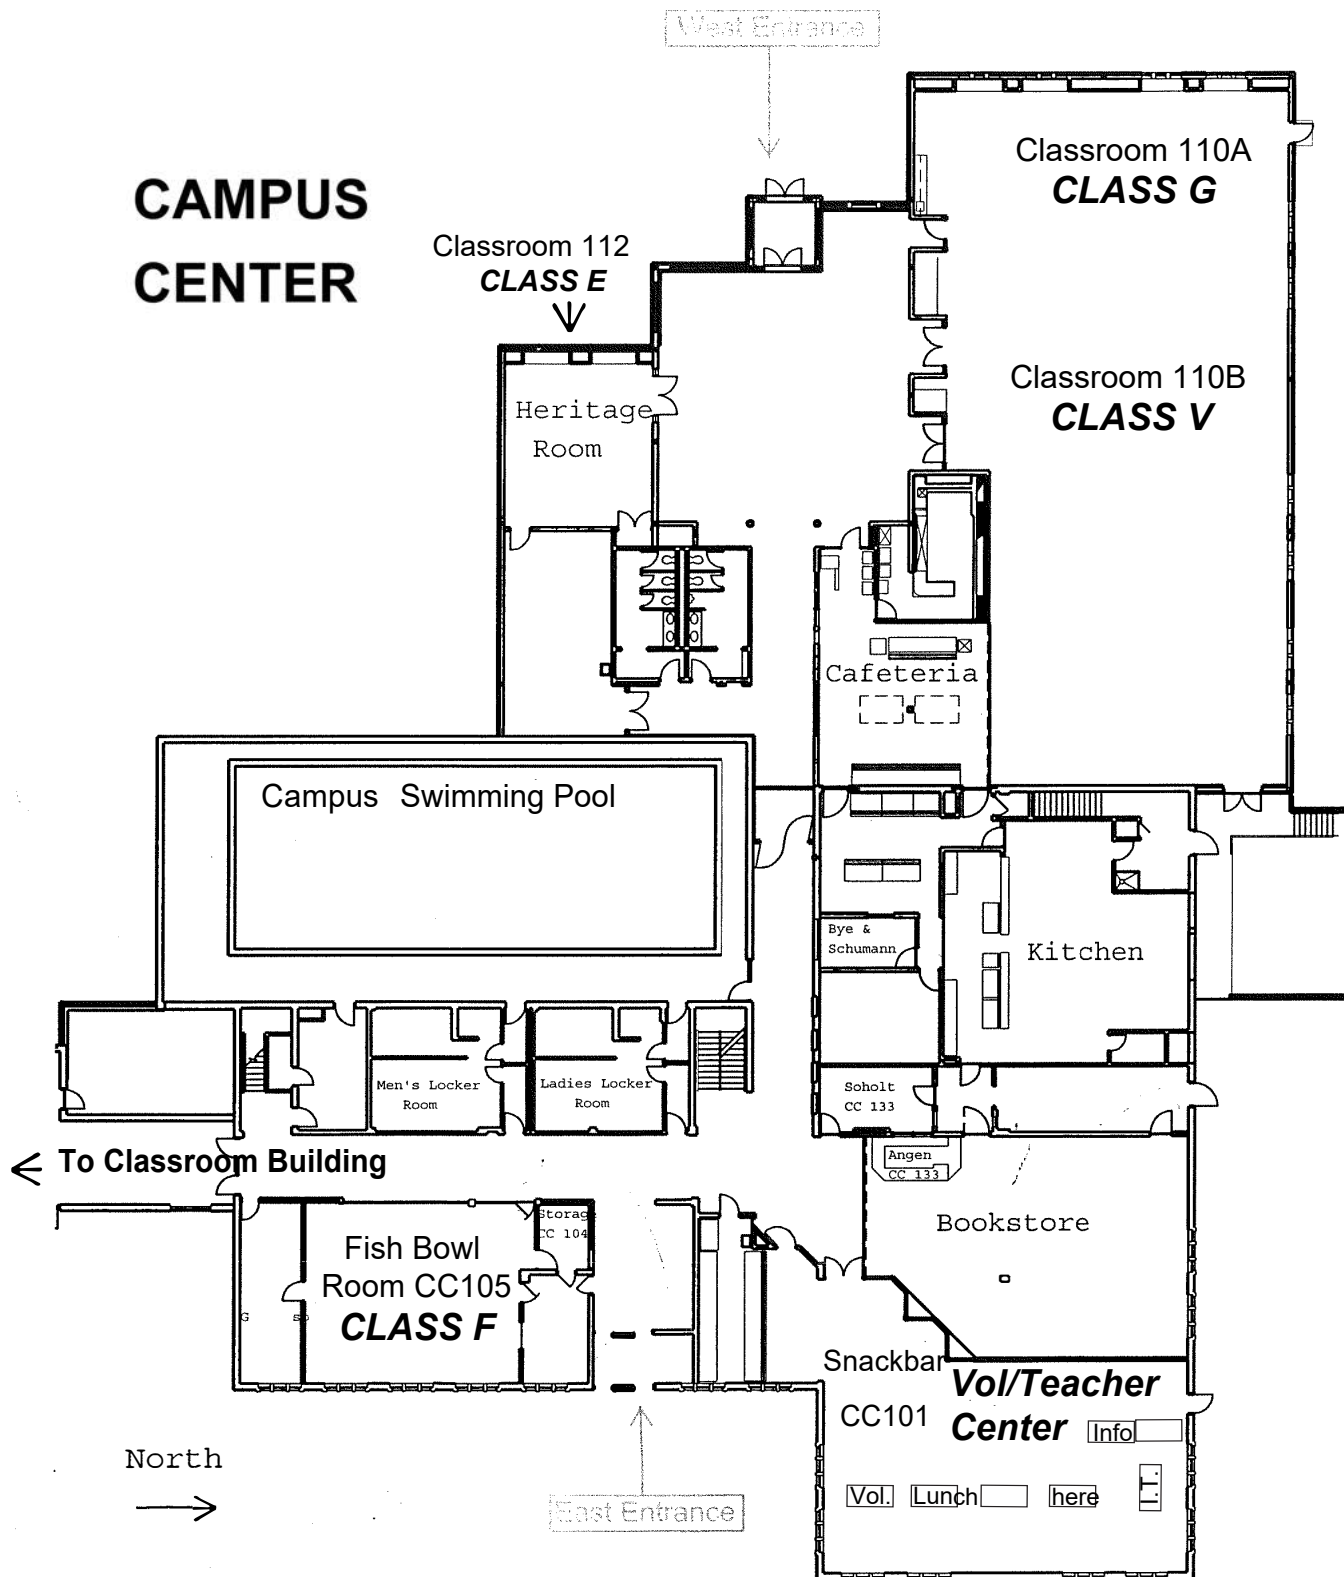 West Entrance
CAMPUS
CENTER
Classroom 110A
CLASS G
Classroom 112
CLASS E
Classroom 110B
CLASS V
Heritage
Room
Cafeteria
Campus Swimming Pool
Bye &
Schumann
Kitchen
Men's Locker
Room
Ladies Locker
Room
Soholt
CC 133
To Classroom Building
Angen
CC 133
Storage
CC 104
Bookstore
Fish Bowl
Room CC105
CLASS F
G
Snackbar
CC101
Vol/Teacher
Center
Info
North
Vol.
Lunch
here
I.T.
East Entrance